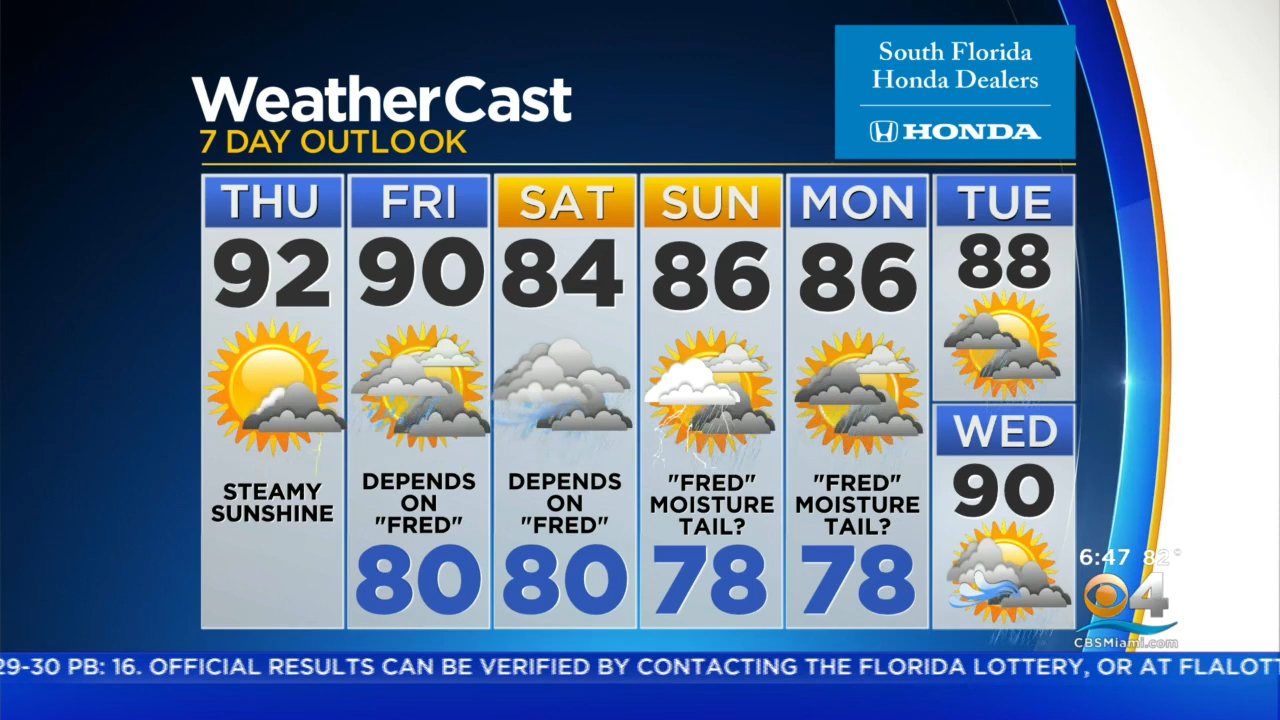 South Florida
Honda Dealers
HONDA
WeatherCast
7 DAY OUTLOOK
THU
92
STEAMY
SUNSHINE
FRI
90
DEPENDS
ON
"FRED"
80
SAT
84
DEPENDS
ON
"FRED"
80
SUN
86
"FRED"
MOISTURE
TAIL?
78
MON
86
"FRED"
MOISTURE
TAIL?
78
TUE
88
WED
90
6:47 82°
4
CBSMiami.com
29-30 PB: 16. OFFICIAL RESULTS CAN BE VERIFIED BY CONTACTING THE FLORIDA LOTTERY, OR AT FLALOTT